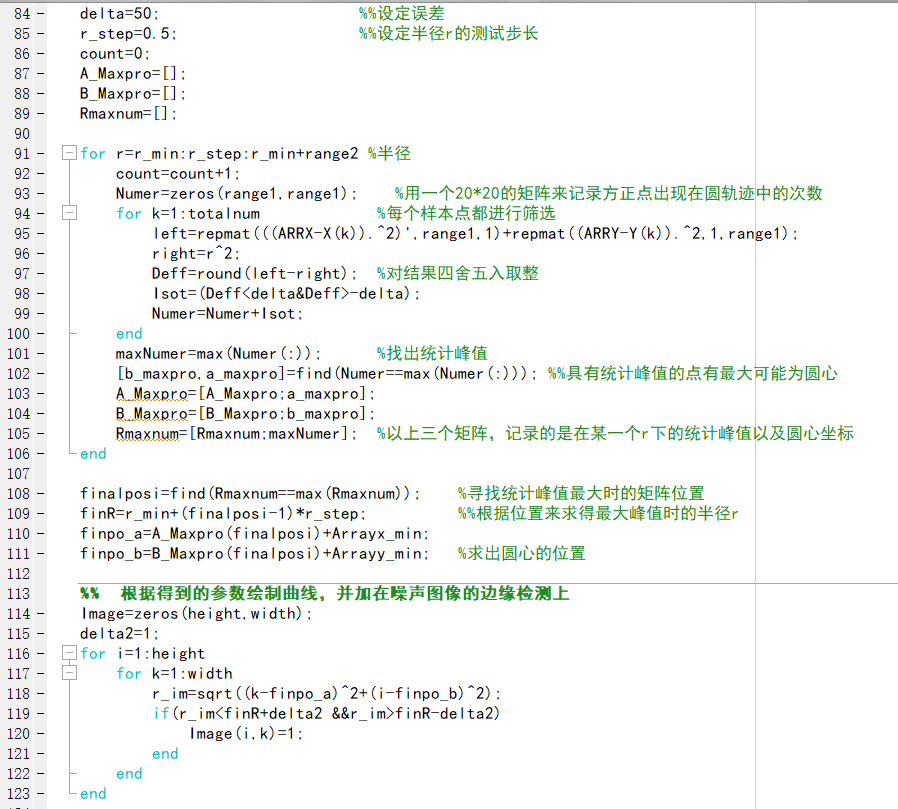 84 - delta=50; %%设定误差
85 - r_step=0.5; %%设定半径r的测试步长
86 - count=0;
87 - A_Maxpro=[];
88 - B_Maxpro=[];
89 - Rmaxnum=[];
90
91 - for r=r_min:r_step:r_min+range2 %半径
92 - count=count+1;
93 - Numer=zeros(range1,range1); %用一个20*20的矩阵来记录方正点出现在圆轨迹中的次数
94 - for k=1:totalnum %每个样本点都进行筛选
95 - left=repmat(((ARRX-X(k)).^2)',range1,1)+repmat((ARRY-Y(k)).^2,1,range1);
96 - right=r^2;
97 - Deff=round(left-right); %对结果四舍五入取整
98 - Isot=(Deff<delta&Deff>-delta);
99 - Numer=Numer+Isot;
100 - end
101 - maxNumer=max(Numer(:)); %找出统计峰值
102 - [b_maxpro,a_maxpro]=find(Numer==max(Numer(:))); %%具有统计峰值的点有最大可能为圆心
103 - A_Maxpro=[A_Maxpro;a_maxpro];
104 - B_Maxpro=[B_Maxpro;b_maxpro];
105 - Rmaxnum=[Rmaxnum;maxNumer]; %以上三个矩阵，记录的是在某一个r下的统计峰值以及圆心坐标
106 - end
107
108 - finalposi=find(Rmaxnum==max(Rmaxnum)); %寻找统计峰值最大时的矩阵位置
109 - finR=r_min+(finalposi-1)*r_step; %%根据位置来求得最大峰值时的半径r
110 - finpo_a=A_Maxpro(finalposi)+Arrayx_min;
111 - finpo_b=B_Maxpro(finalposi)+Arrayy_min; %求出圆心的位置
112
113 %% 根据得到的参数绘制曲线，并加在噪声图像的边缘检测上
114 - Image=zeros(height,width);
115 - delta2=1;
116 - for i=1:height
117 - for k=1:width
118 - r_im=sqrt((k-finpo_a)^2+(i-finpo_b)^2);
119 - if(r_im<finR+delta2 &&r_im>finR-delta2)
120 - Image(i,k)=1;
121 - end
122 - end
123 - end